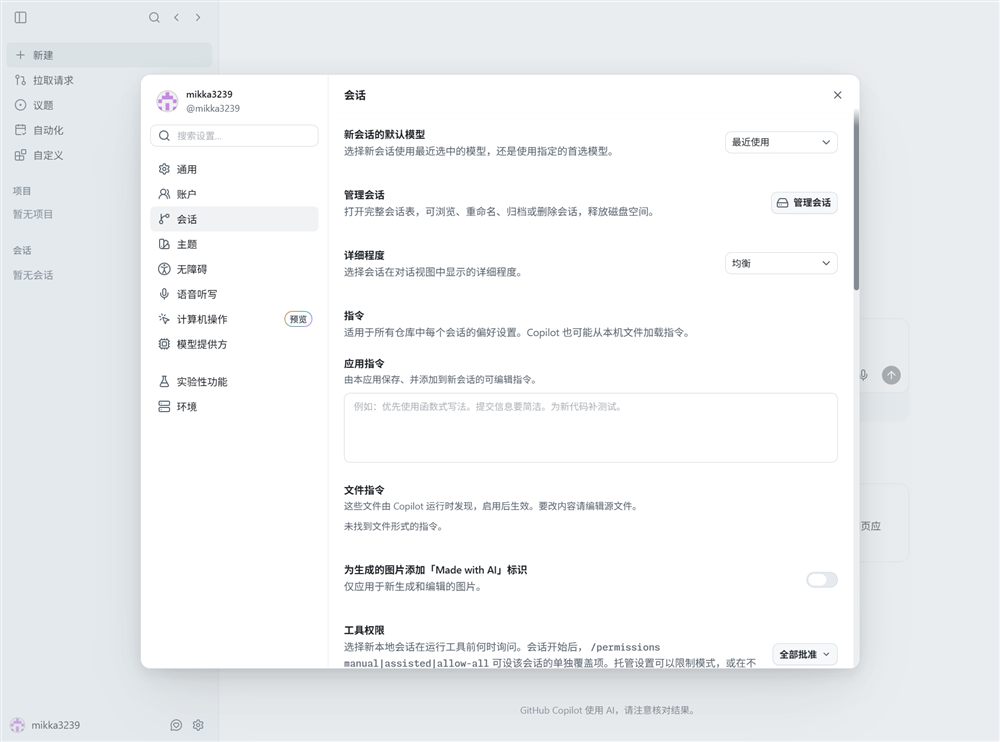 新建
拉取请求
议题
自动化
自定义
项目
暂无项目
会话
暂无会话
mikka3239
mikka3239
@mikka3239
搜索设置...
通用
账户
会话
主题
无障碍
语音听写
计算机操作
预览
模型提供方
实验性功能
环境
会话
新会话的默认模型
选择新会话使用最近选中的模型，还是使用指定的首选模型。
最近使用
管理会话
打开完整会话表，可浏览、重命名、归档或删除会话，释放磁盘空间。
管理会话
详细程度
选择会话在对话视图中显示的详细程度。
均衡
指令
适用于所有仓库中每个会话的偏好设置。Copilot 也可能从本机文件加载指令。
应用指令
由本应用保存、并添加到新会话的可编辑指令。
例如：优先使用函数式写法。提交信息要简洁。为新代码补测试。
文件指令
这些文件由 Copilot 运行时发现，启用后生效。要改内容请编辑源文件。
未找到文件形式的指令。
为生成的图片添加「Made with AI」标识
仅应用于新生成和编辑的图片。
工具权限
选择新本地会话在运行工具前何时询问。会话开始后， /permissions
manual|assisted|allow-all 可设该会话的单独覆盖项。托管设置可以限制模式，或在不
全部批准
页应
GitHub Copilot 使用 AI，请注意核对结果。